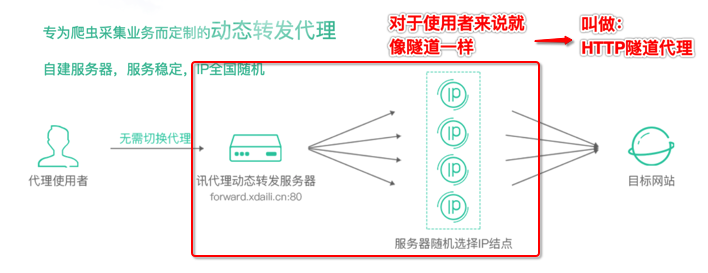 专为爬虫采集业务而定制的动态转发代理
对于使用者来说就
像隧道一样
叫做：
HTTP隧道代理
自建服务器，服务稳定，IP全国随机
IP
IP
IP
IP
无需切换代理
代理使用者
讯代理动态转发服务器
forward.xdaili.cn:80
目标网站
服务器随机选择IP结点